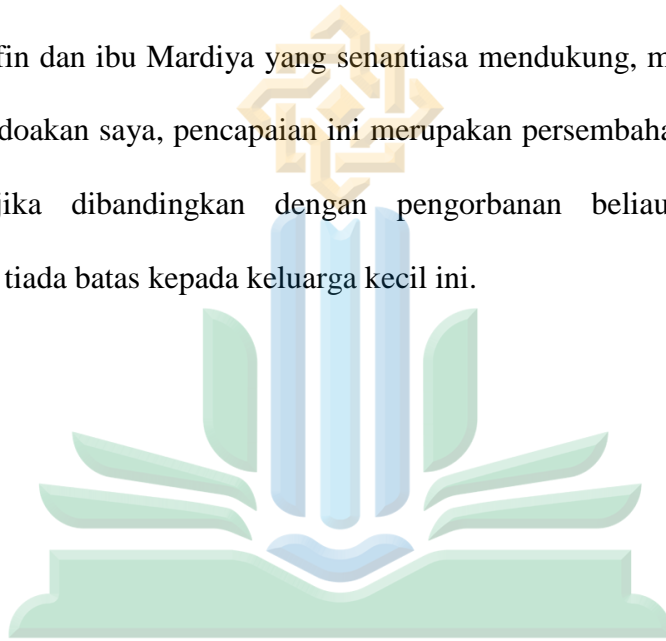 fin dan ibu Mardiya yang senantiasa mendukung, m
doakan saya, pencapaian ini merupakan persembaha
jika dibandingkan dengan pengorbanan beliau
tiada batas kepada keluarga kecil ini.